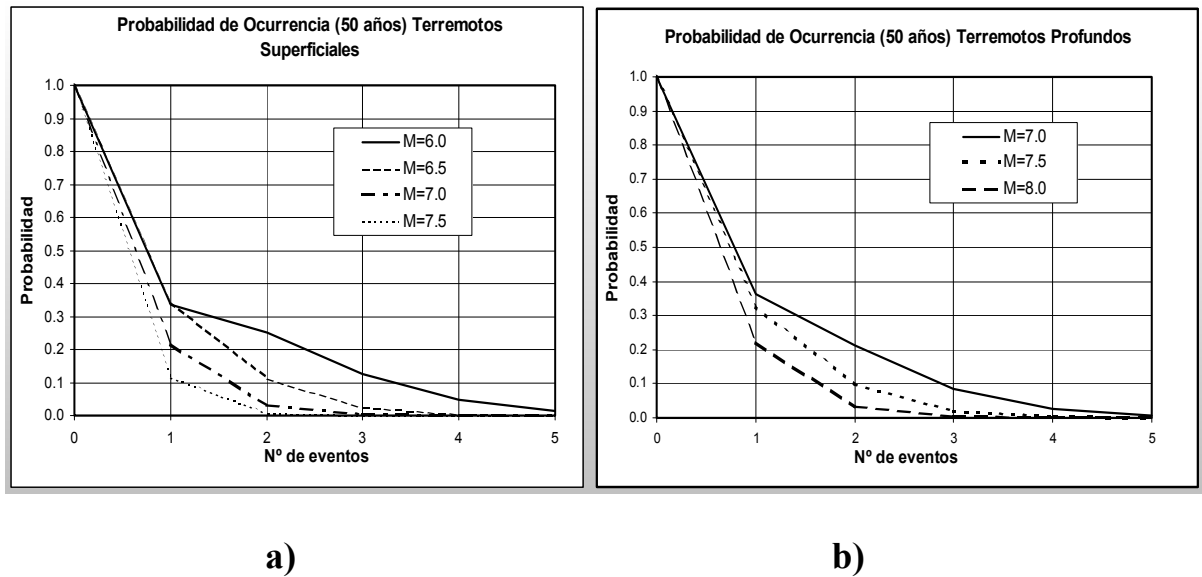 Probabilidad de Ocurrencia (50 años) Terremotos
Superficiales
1.0
0.9
0.8
0.7
0.6
0.5
0.4
0.3
0.2
0.1
0.0
Probabilidad
M=6.0
M=6.5
M=7.0
M=7.5
0 1 2 3 4 5
Nº de eventos
a)
Probabilidad de Ocurrencia (50 años) Terremotos Profundos
1.0
0.9
0.8
0.7
0.6
0.5
0.4
0.3
0.2
0.1
0.0
Probabilidad
M=7.0
M=7.5
M=8.0
0 1 2 3 4 5
Nº de eventos
b)